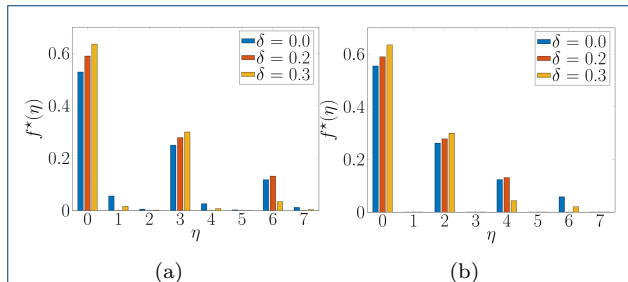 0.6
0.4
0.2
0
f*(η)
δ = 0.0
δ = 0.2
δ = 0.3
0 1 2 3 4 5 6 7
η
(a)
0.6
0.4
0.2
0
f*(η)
δ = 0.0
δ = 0.2
δ = 0.3
0 1 2 3 4 5 6 7
η
(b)